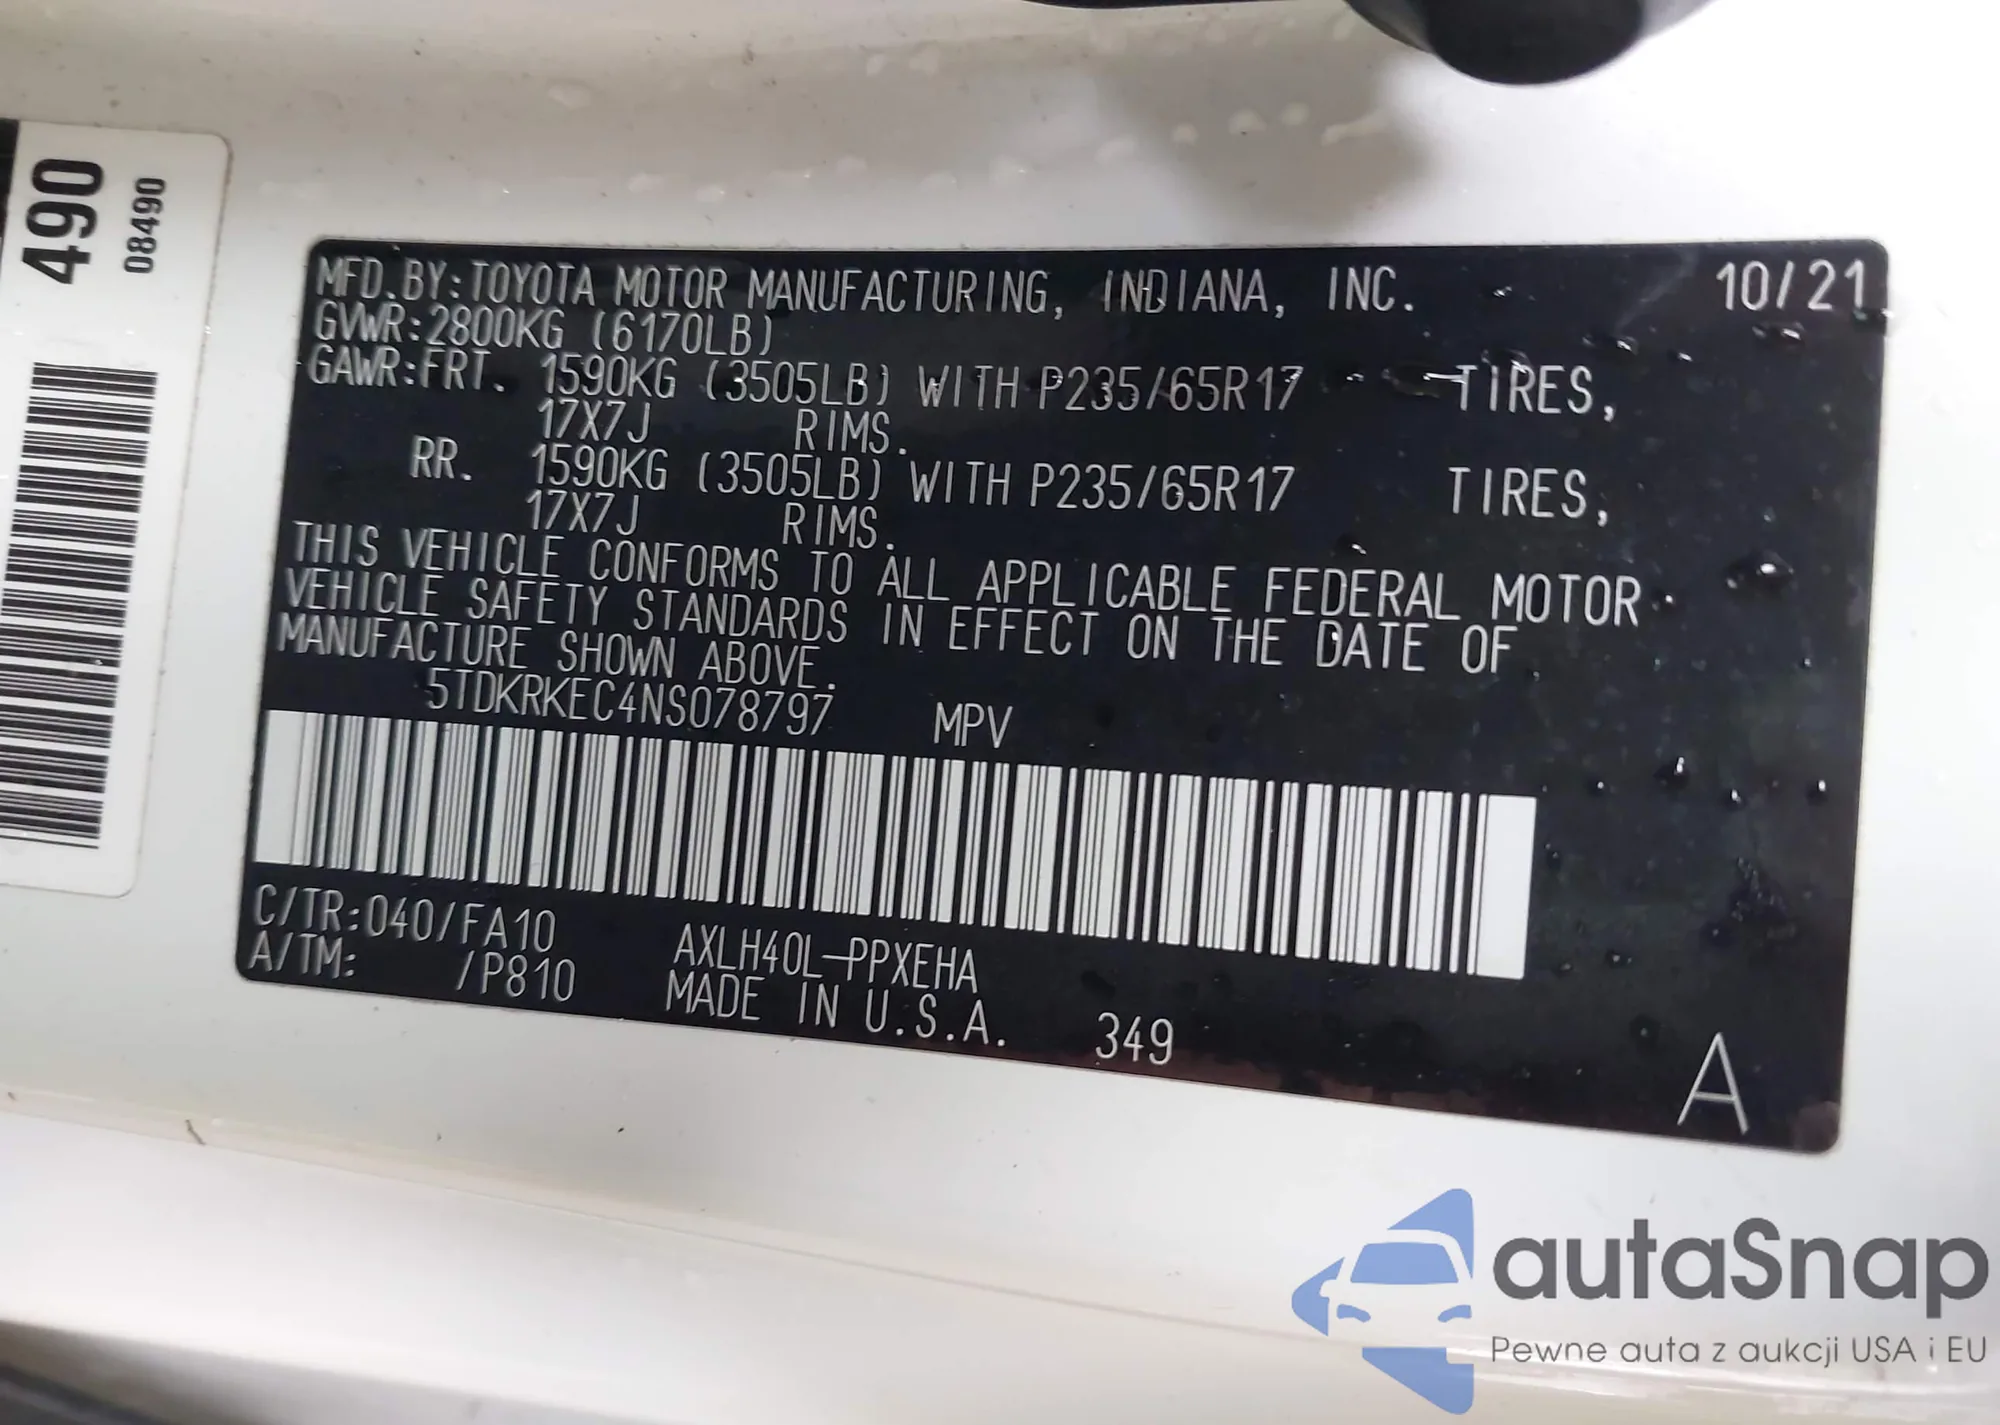 490
08490
MFD.BY:TOYOTA MOTOR MANUFACTURING, INDIANA, INC. 10/21
GVWR:2800KG (6170LB)
GAWR:FRT. 1590KG (3505LB) WITH P235/65R17 TIRES,
17X7J RIMS.
RR. 1590KG (3505LB) WITH P235/65R17 TIRES,
17X7J RIMS.
THIS VEHICLE CONFORMS TO ALL APPLICABLE FEDERAL MOTOR
VEHICLE SAFETY STANDARDS IN EFFECT ON THE DATE OF
MANUFACTURE SHOWN ABOVE.
5TDKRKEC4NS078797 MPV
C/TR:040/FA10 AXLH40L-PPXEHA
A/TM: /P810 MADE IN U.S.A. 349
A
autaSnap
Pewne auta z aukcji USA i EU